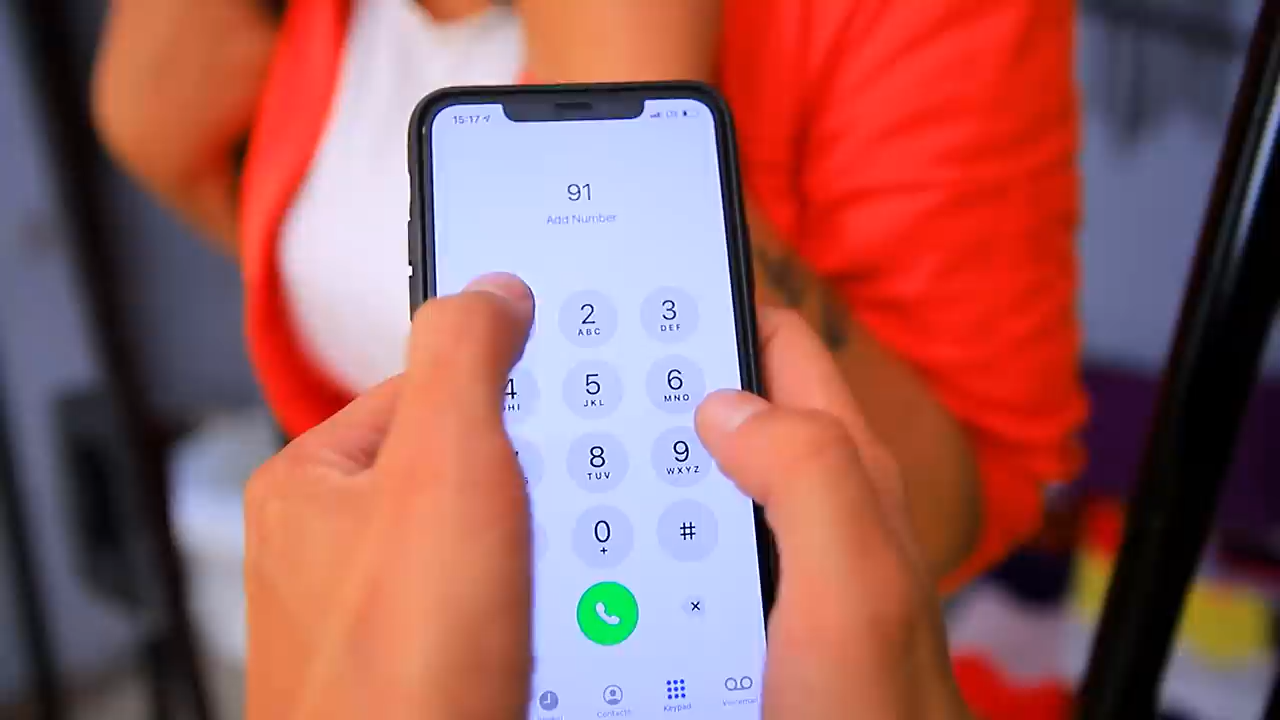 15:17
91
Add Number
2 3
ABC DEF
4 5 6
JKL MNO
8 9
TUV WXYZ
0 #
+
Contacts Keypad Voicemail